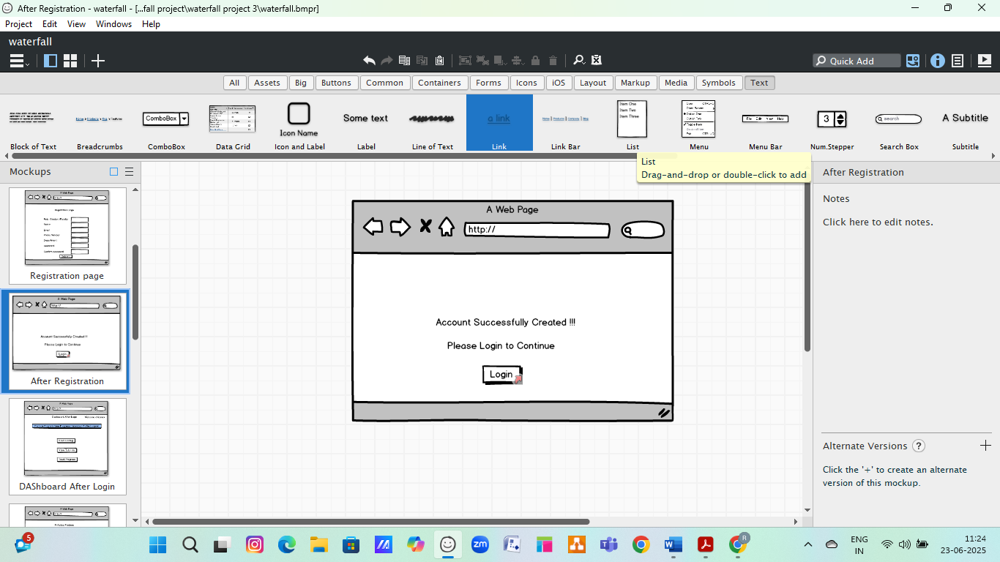 After Registration - waterfall - [...fall project\waterfall project 3\waterfall.bmpr]
Project Edit View Windows Help
waterfall
Quick Add
All Assets Big Buttons Common Containers Forms Icons iOS Layout Markup Media Symbols Text
ComboBox
Icon Name
Some text
a link
Item One
Item Two
Item Three
File Edit View Help
3
search
A Subtitle
Block of Text Breadcrumbs ComboBox Data Grid Icon and Label Label Line of Text Link Link Bar List Menu Menu Bar Num.Stepper Search Box Subtitle
List
Drag-and-drop or double-click to add
Mockups
Registration page
After Registration
DAShboard After Login
A Web Page
http://
Account Successfully Created !!!
Please Login to Continue
Login
A Web Page
Account Successfully Created !!!
Please Login to Continue
Login
After Registration
Notes
Click here to edit notes.
Alternate Versions ?
Click the '+' to create an alternate
version of this mockup.
5
zm
R
ENG
IN
11:24
23-06-2025